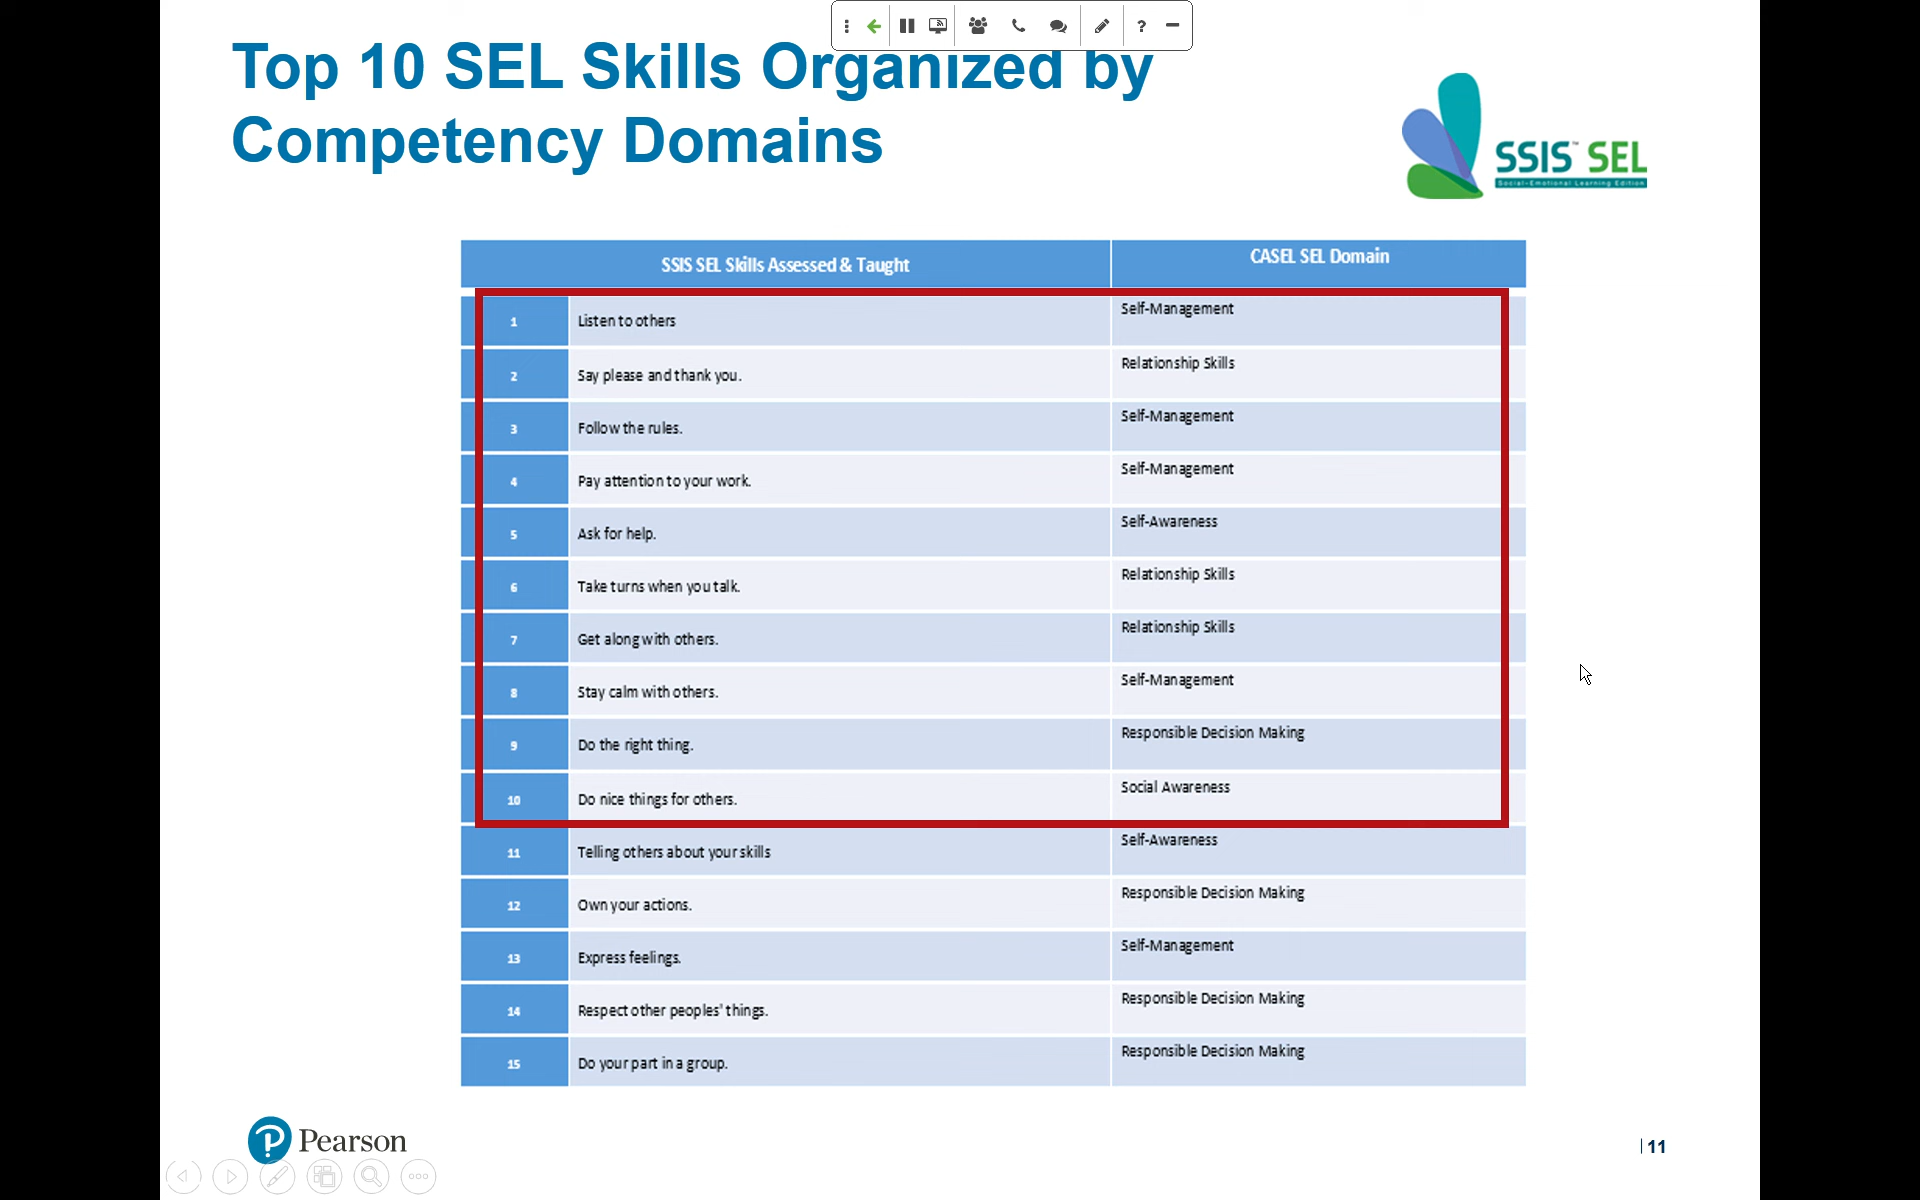 Top 10 SEL Skills Organized by
Competency Domains
SSIS™ SEL
Social-Emotional Learning Edition
SSIS SEL Skills Assessed & Taught CASEL SEL Domain
1 Listen to others Self-Management
2 Say please and thank you. Relationship Skills
3 Follow the rules. Self-Management
4 Pay attention to your work. Self-Management
5 Ask for help. Self-Awareness
6 Take turns when you talk. Relationship Skills
7 Get along with others. Relationship Skills
8 Stay calm with others. Self-Management
9 Do the right thing. Responsible Decision Making
10 Do nice things for others. Social Awareness
11 Telling others about your skills Self-Awareness
12 Own your actions. Responsible Decision Making
13 Express feelings. Self-Management
14 Respect other peoples' things. Responsible Decision Making
15 Do your part in a group. Responsible Decision Making
Pearson
| 11